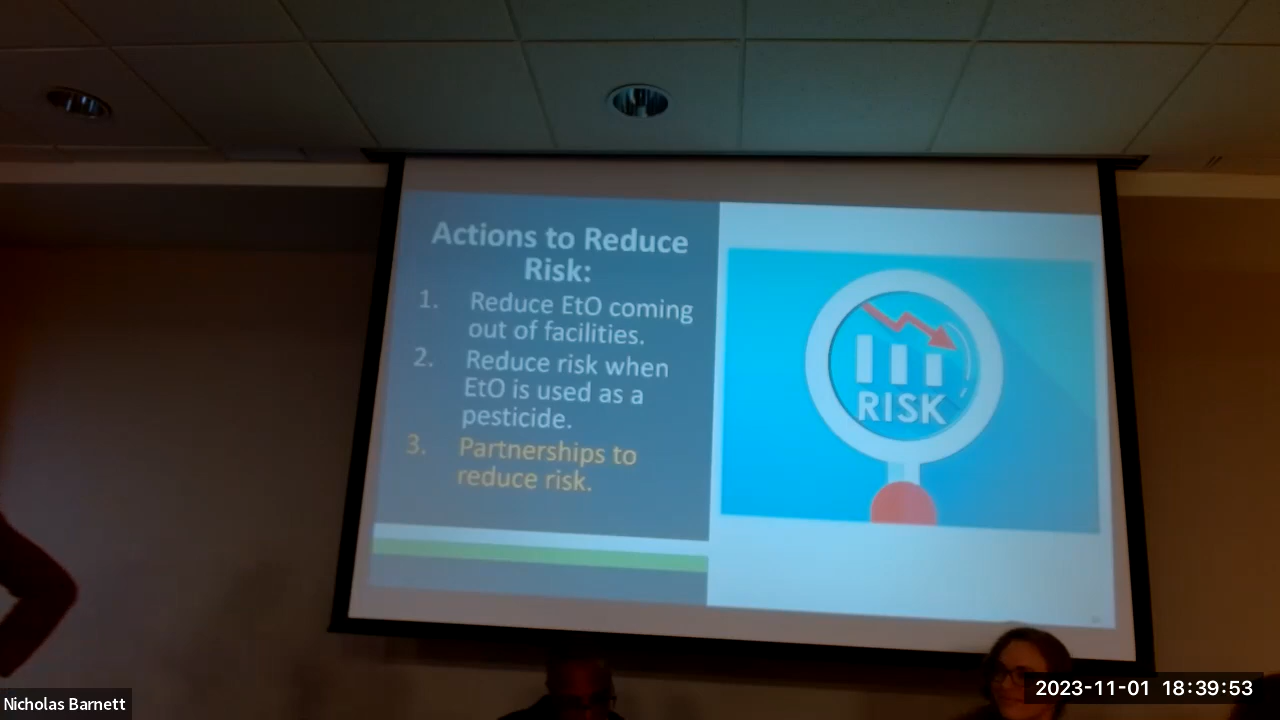 Actions to Reduce
Risk:
1. Reduce EtO coming
out of facilities.
2. Reduce risk when
EtO is used as a
pesticide.
3. Partnerships to
reduce risk.
RISK
Nicholas Barnett
2023-11-01 18:39:53